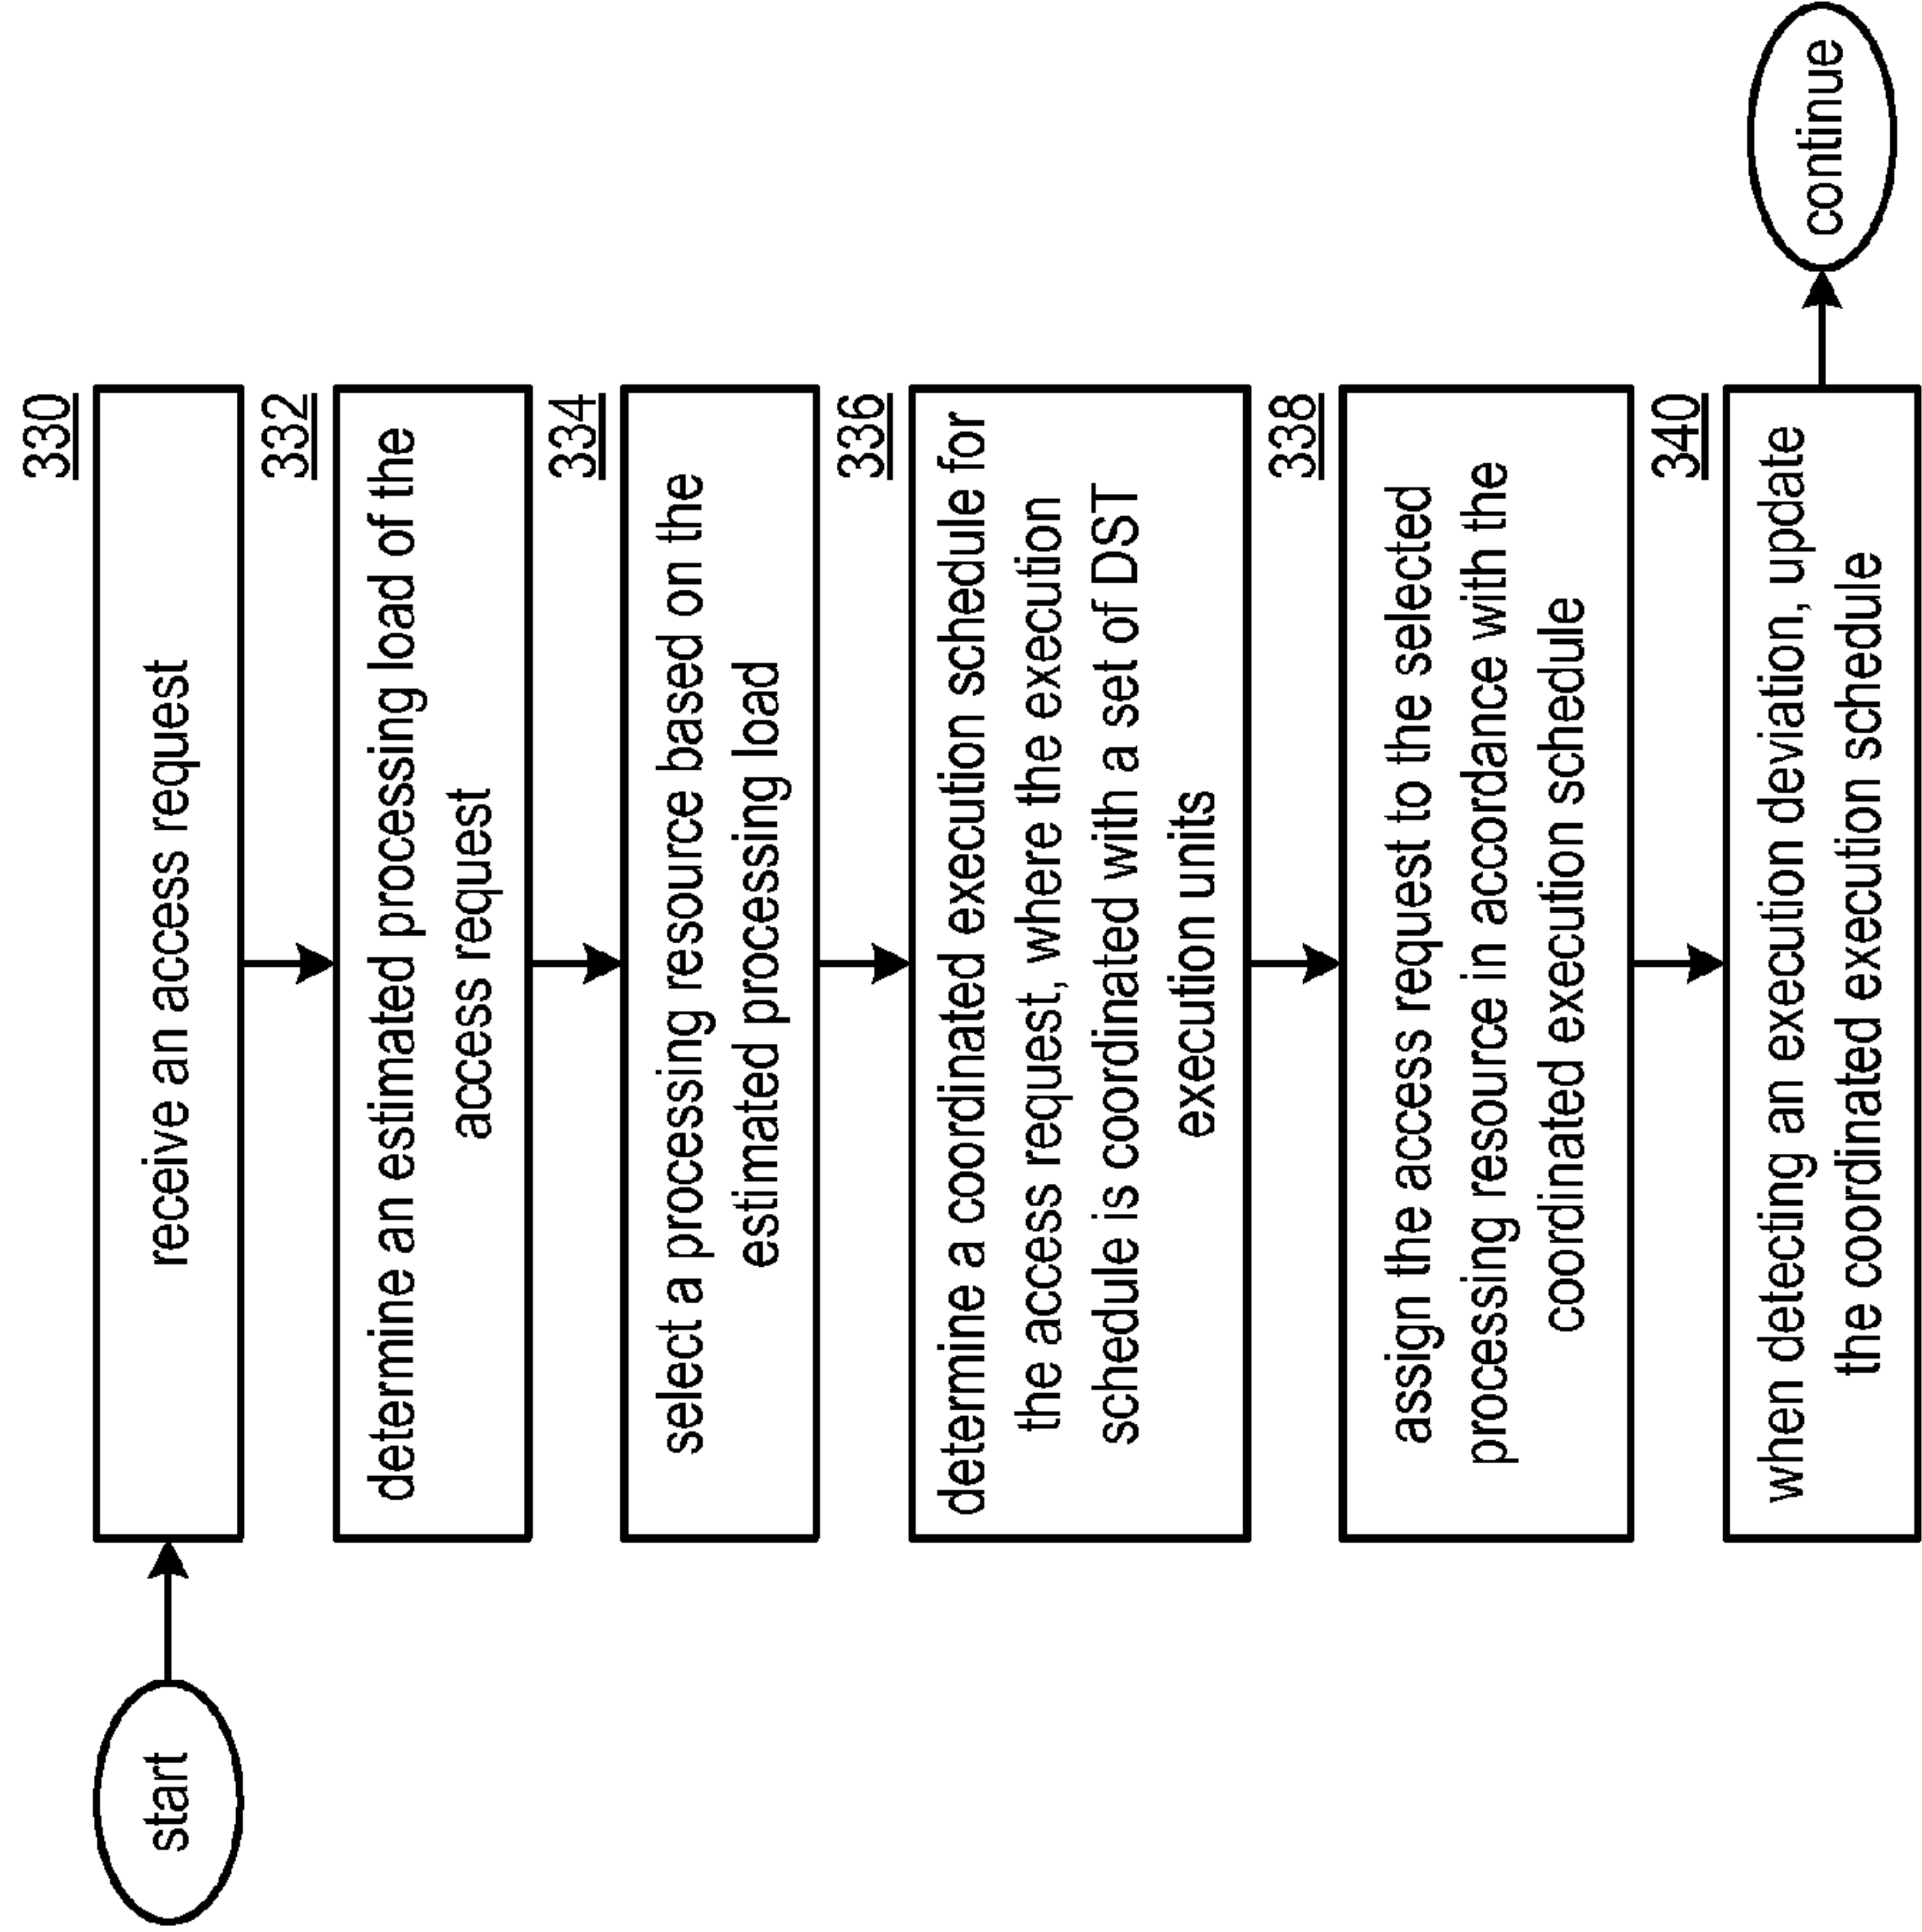 start
330
receive an access request
332
determine an estimated processing load of the
access request
334
select a processing resource based on the
estimated processing load
336
determine a coordinated execution schedule for
the access request, where the execution
schedule is coordinated with a set of DST
execution units
338
assign the access request to the selected
processing resource in accordance with the
coordinated execution schedule
340
when detecting an execution deviation, update
the coordinated execution schedule
continue